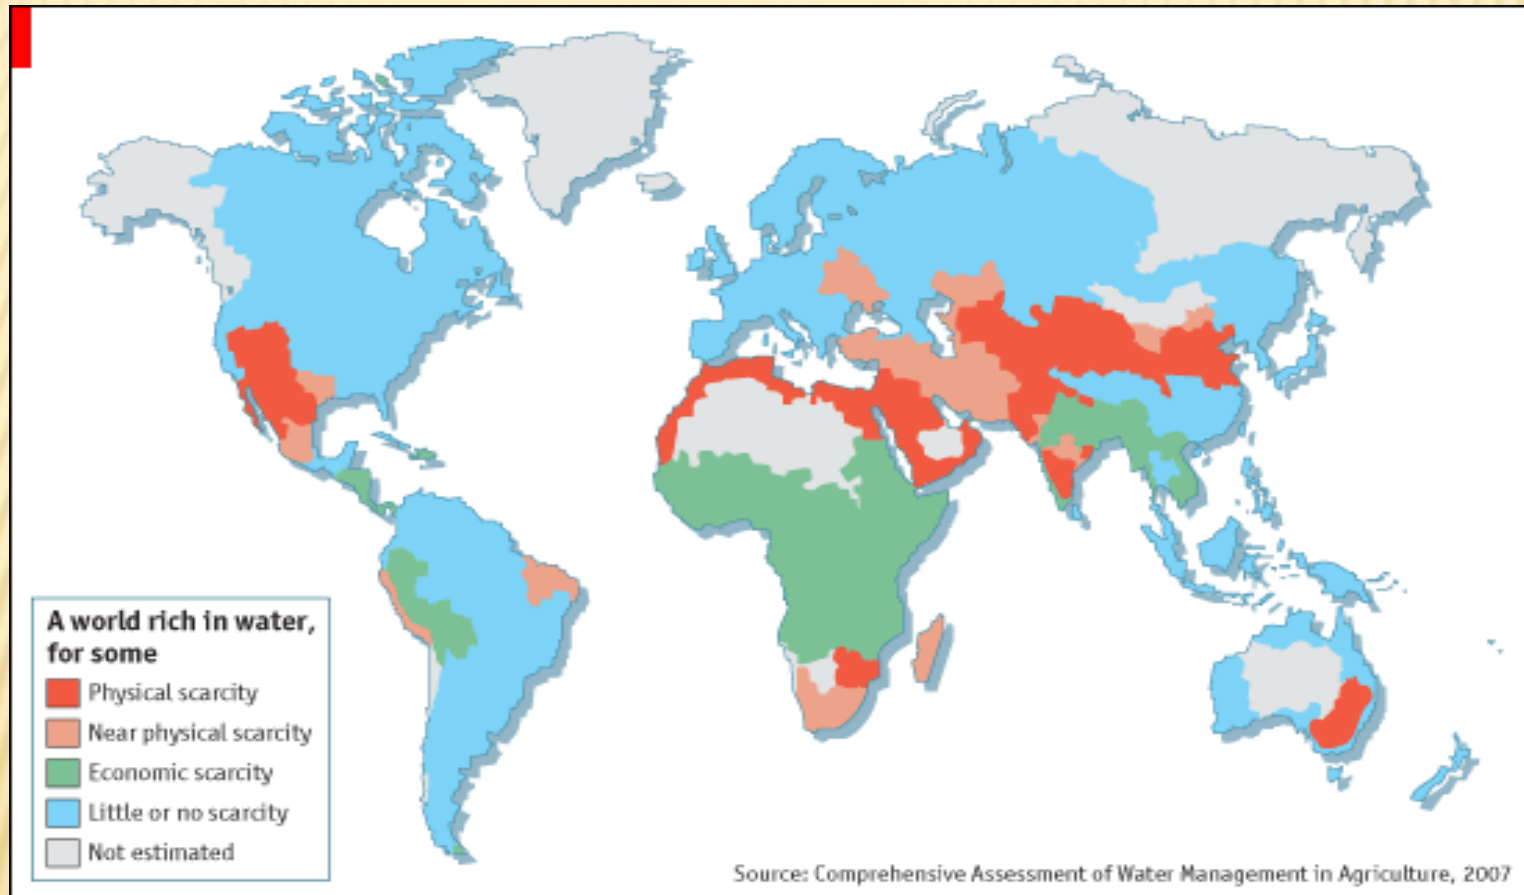 A world rich in water,
for some
Physical scarcity
Near physical scarcity
Economic scarcity
Little or no scarcity
Not estimated
Source: Comprehensive Assessment of Water Management in Agriculture, 2007